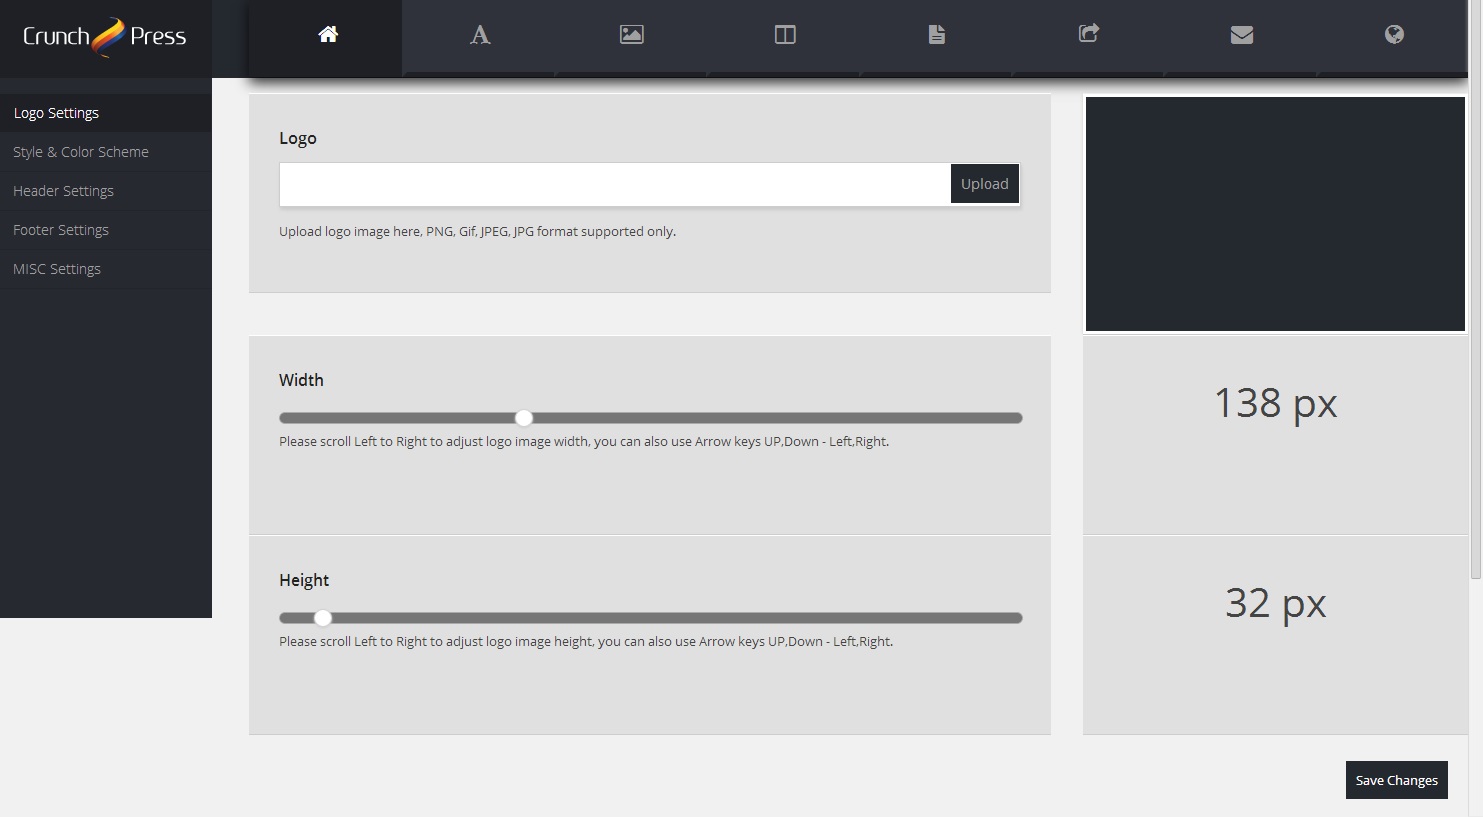 Crunch Press
Logo Settings
Style & Color Scheme
Header Settings
Footer Settings
MISC Settings
Logo
Upload
Upload logo image here, PNG, Gif, JPEG, JPG format supported only.
Width
Please scroll Left to Right to adjust logo image width, you can also use Arrow keys UP,Down - Left,Right.
138 px
Height
Please scroll Left to Right to adjust logo image height, you can also use Arrow keys UP,Down - Left,Right.
32 px
Save Changes